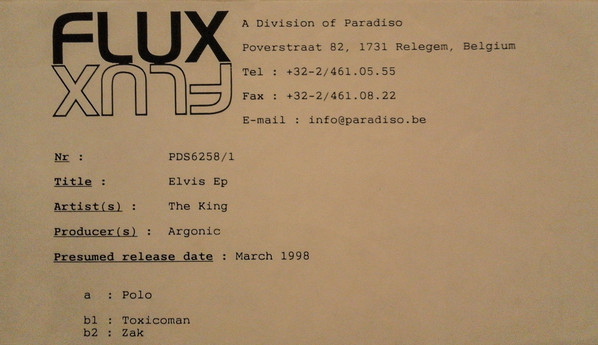 FLUX
FLUX
A Division of Paradiso
Poverstraat 82, 1731 Relegem, Belgium
Tel : +32-2/461.05.55
Fax : +32-2/461.08.22
E-mail : info@paradiso.be
Nr : PDS6258/1
Title : Elvis Ep
Artist(s) : The King
Producer(s) : Argonic
Presumed release date : March 1998
a : Polo
b1 : Toxicoman
b2 : Zak